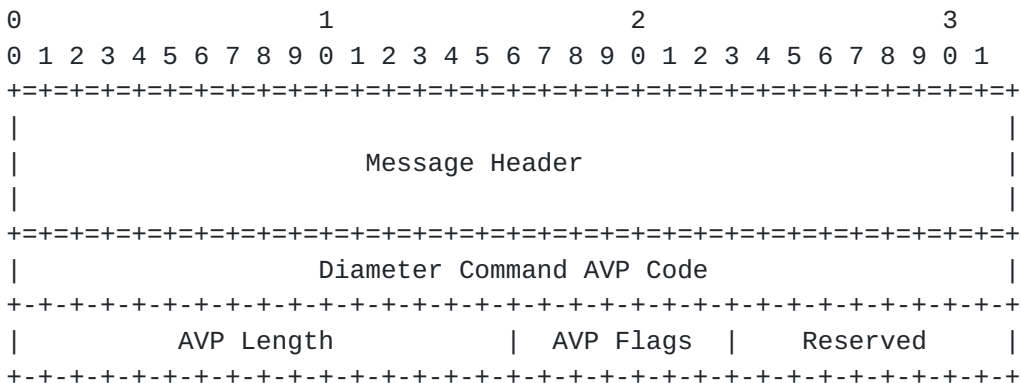 0                   1                   2                   3
0 1 2 3 4 5 6 7 8 9 0 1 2 3 4 5 6 7 8 9 0 1 2 3 4 5 6 7 8 9 0 1
+=+=+=+=+=+=+=+=+=+=+=+=+=+=+=+=+=+=+=+=+=+=+=+=+=+=+=+=+=+=+=+=+
|                                                               |
|                      Message Header                           |
|                                                               |
+=+=+=+=+=+=+=+=+=+=+=+=+=+=+=+=+=+=+=+=+=+=+=+=+=+=+=+=+=+=+=+=+
|                   Diameter Command AVP Code                   |
+-+-+-+-+-+-+-+-+-+-+-+-+-+-+-+-+-+-+-+-+-+-+-+-+-+-+-+-+-+-+-+-+
|          AVP Length           |  AVP Flags  |    Reserved     |
+-+-+-+-+-+-+-+-+-+-+-+-+-+-+-+-+-+-+-+-+-+-+-+-+-+-+-+-+-+-+-+-+